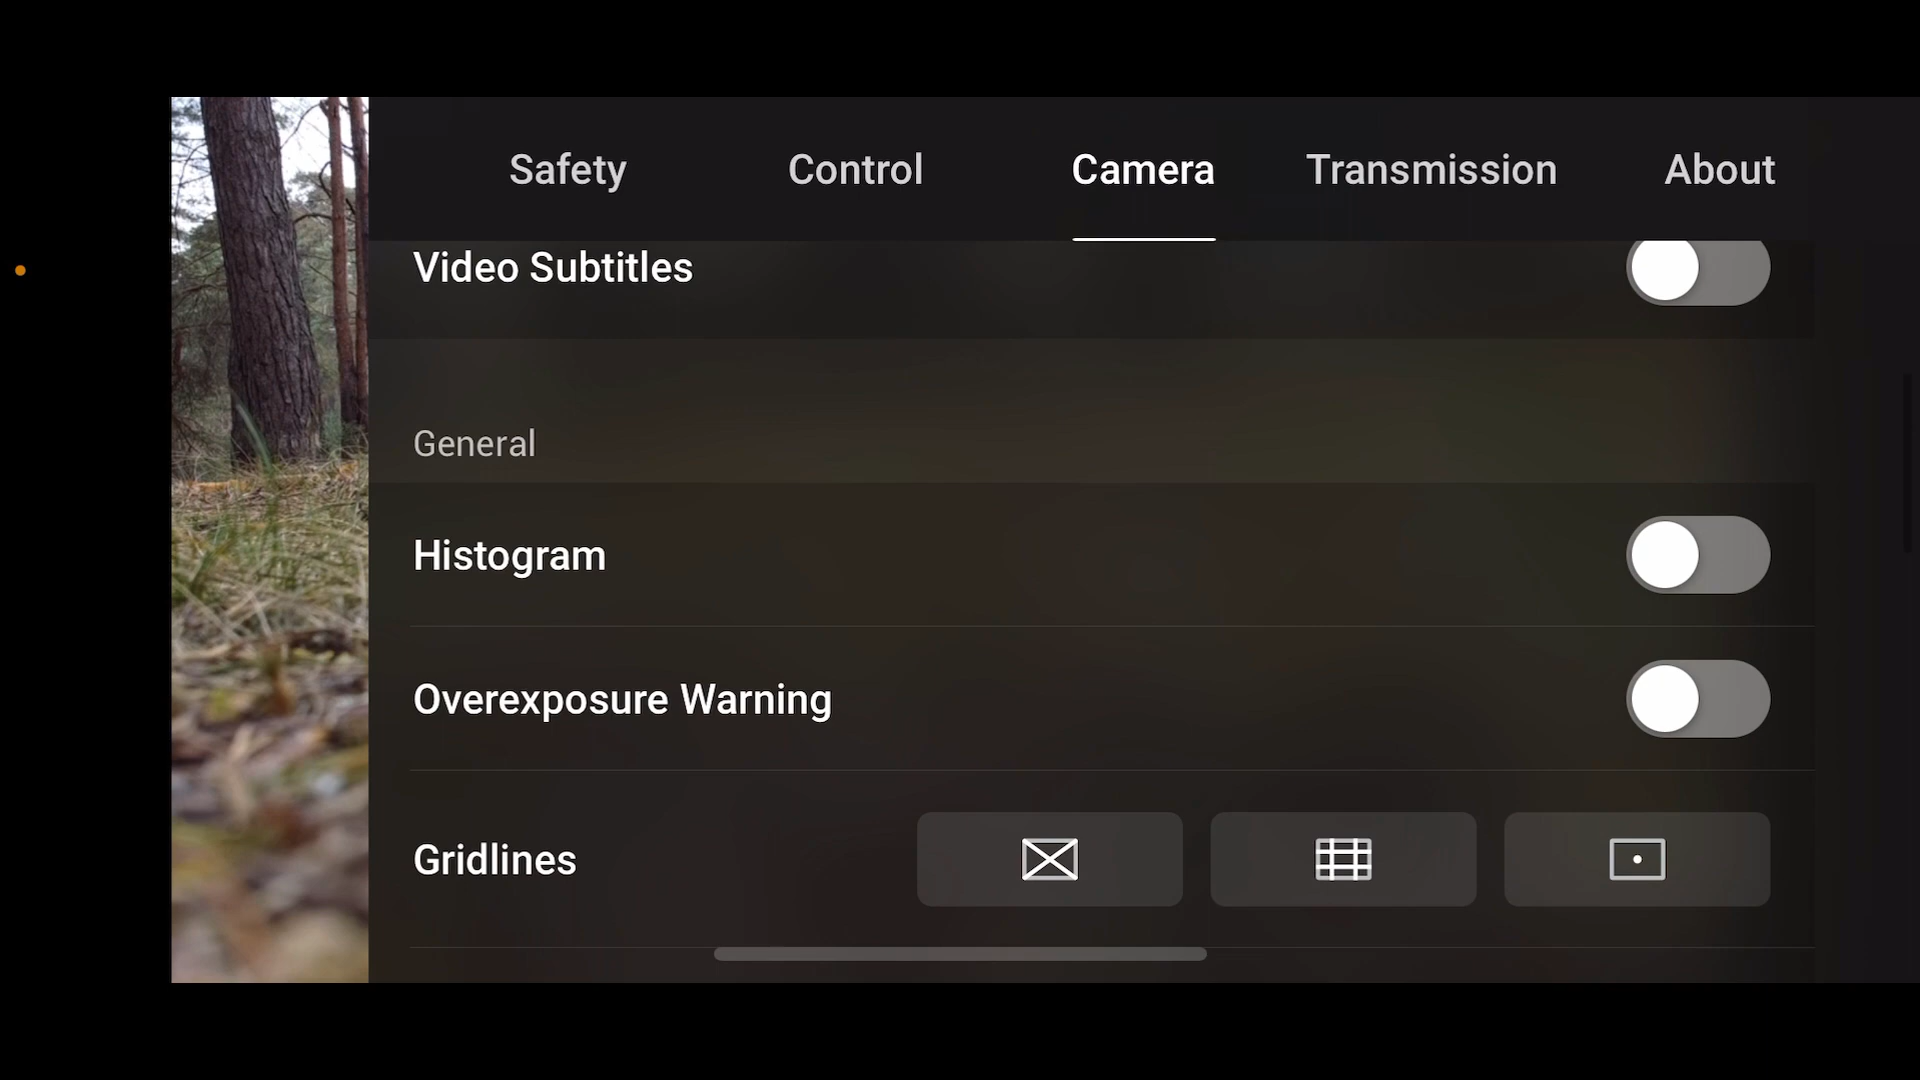 Safety Control Camera Transmission About
Video Subtitles
General
Histogram
Overexposure Warning
Gridlines